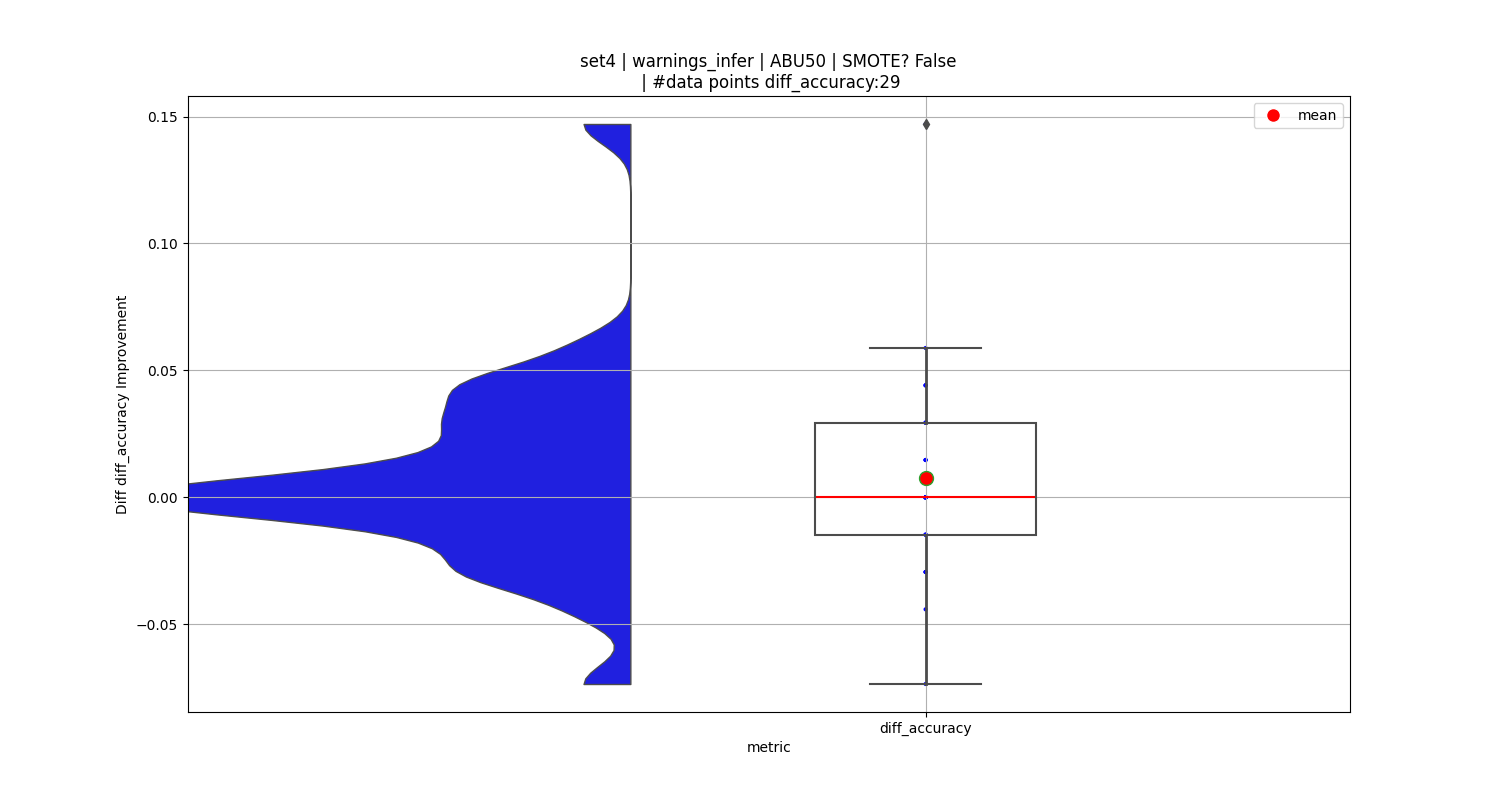 set4 | warnings_infer | ABU50 | SMOTE? False
| #data points diff_accuracy:29
mean
0.15
0.10
0.05
0.00
−0.05
Diff diff_accuracy Improvement
diff_accuracy
metric